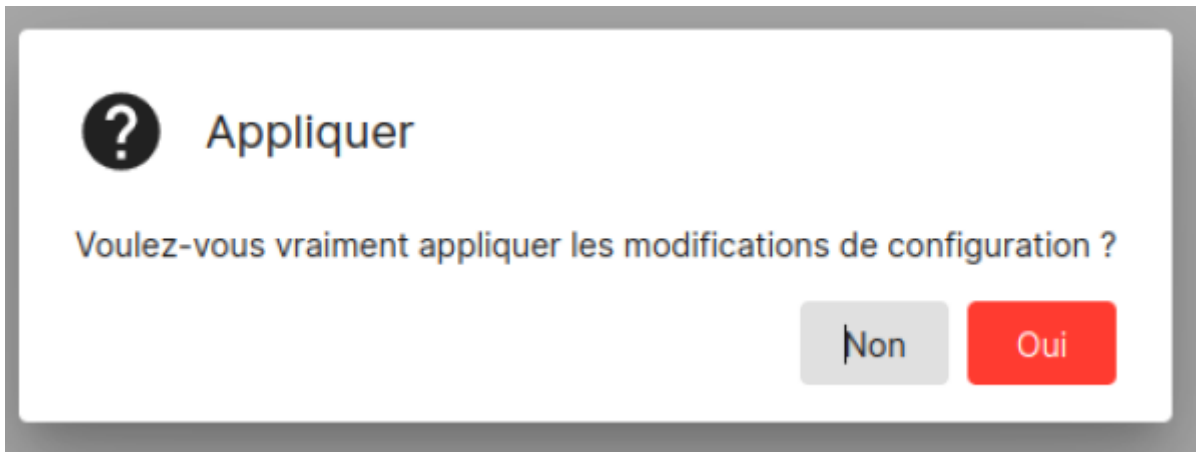 Appliquer
Voulez-vous vraiment appliquer les modifications de configuration ?
Non
Oui